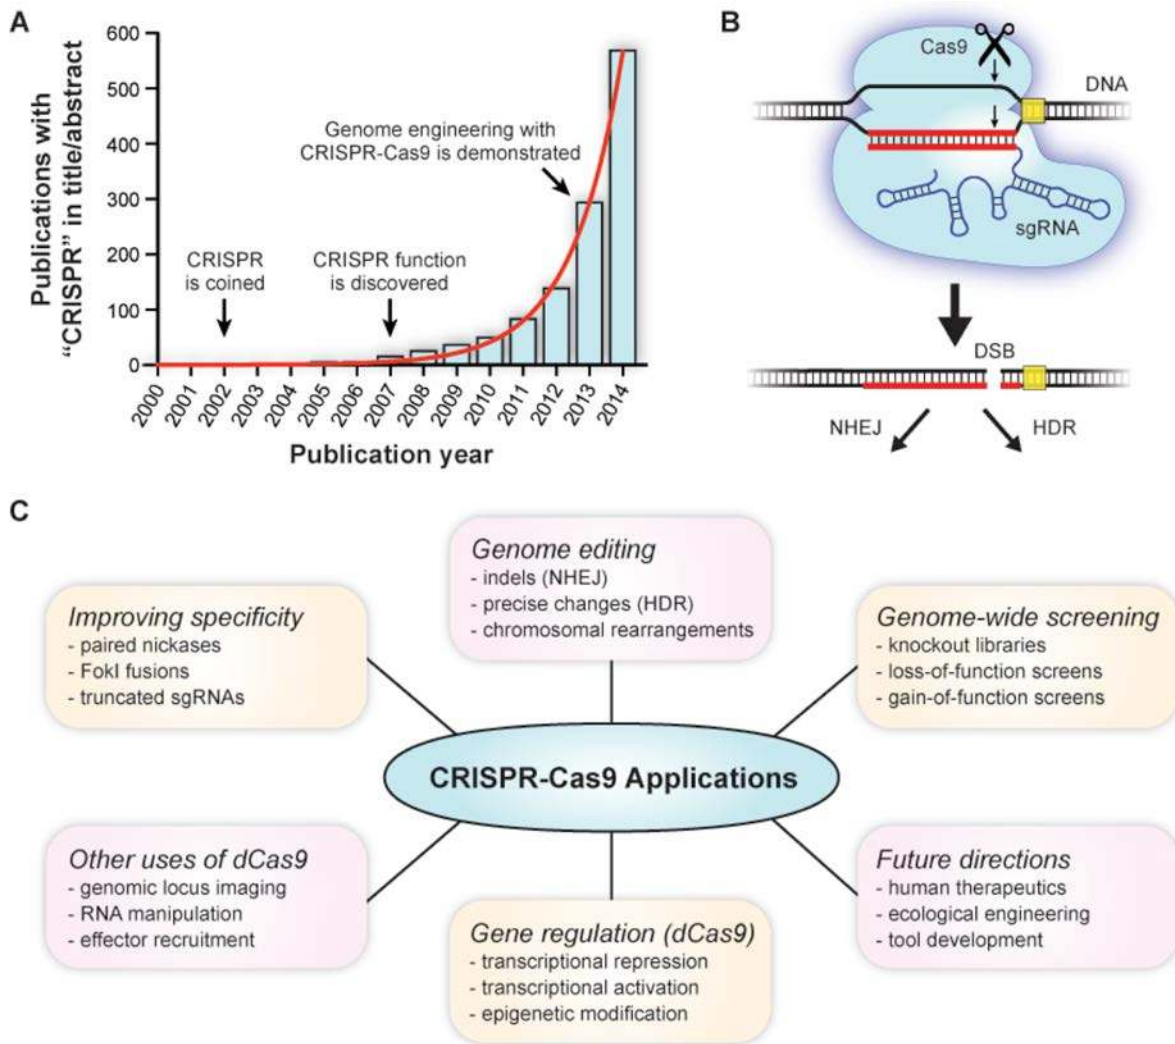 A
Publications with
"CRISPR" in title/abstract
600
500
400
300
200
100
0
Genome engineering with
CRISPR-Cas9 is demonstrated
CRISPR
is coined
CRISPR function
is discovered
2000
2001
2002
2003
2004
2005
2006
2007
2008
2009
2010
2011
2012
2013
2014
Publication year
B
Cas9
DNA
sgRNA
DSB
NHEJ
HDR
C
Genome editing
- indels (NHEJ)
- precise changes (HDR)
- chromosomal rearrangements
Improving specificity
- paired nickases
- FokI fusions
- truncated sgRNAs
Genome-wide screening
- knockout libraries
- loss-of-function screens
- gain-of-function screens
CRISPR-Cas9 Applications
Other uses of dCas9
- genomic locus imaging
- RNA manipulation
- effector recruitment
Gene regulation (dCas9)
- transcriptional repression
- transcriptional activation
- epigenetic modification
Future directions
- human therapeutics
- ecological engineering
- tool development